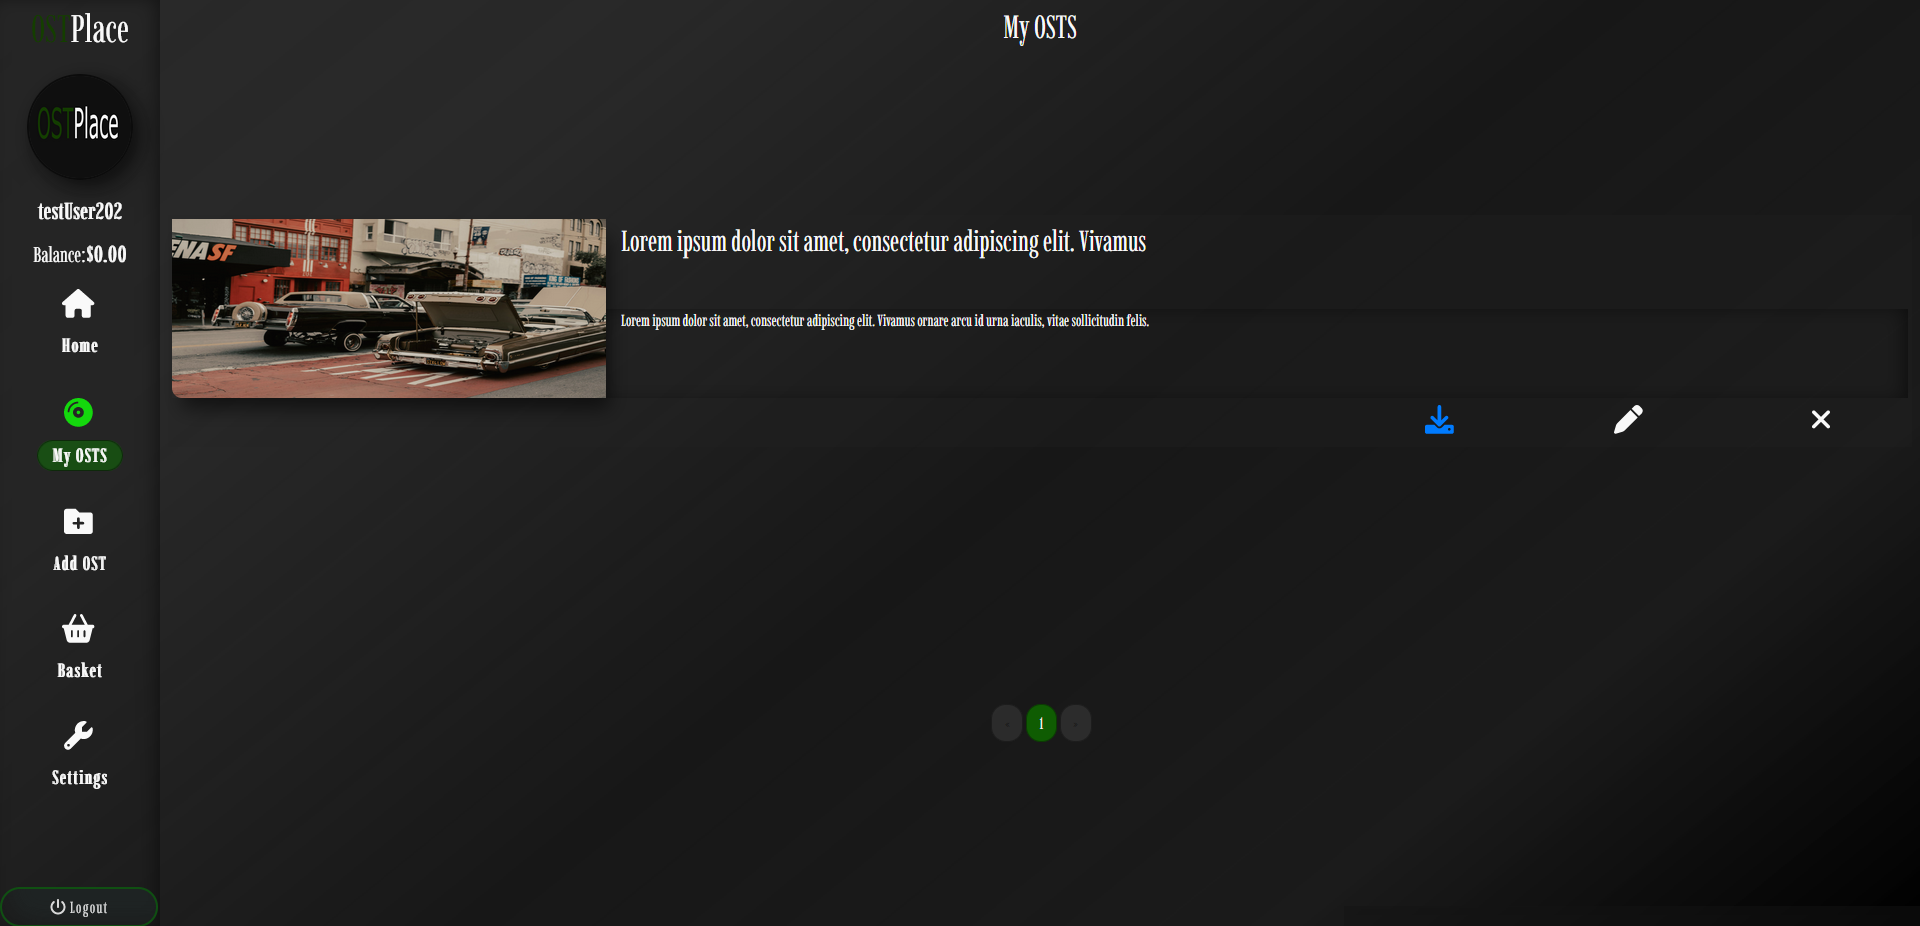 OSTPlace
OSTPlace
testUser202
Balance:$0.00
Home
My OSTS
Add OST
Basket
Settings
Logout
My OSTS
ENASF
Lorem ipsum dolor sit amet, consectetur adipiscing elit. Vivamus
Lorem ipsum dolor sit amet, consectetur adipiscing elit. Vivamus ornare arcu id urna iaculis, vitae sollicitudin felis.
1